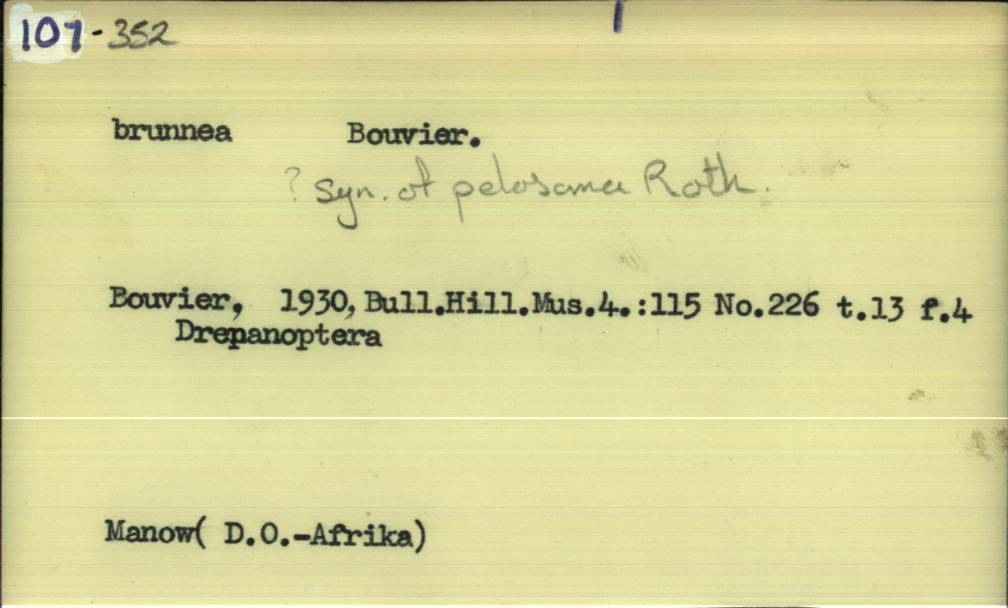 107-352
brunnea Bouvier.
? syn. of pelosoma Roth.
Bouvier, 1930, Bull.Hill.Mus.4.:115 No.226 t.13 f.4
Drepanoptera
Manow( D.O.-Afrika)